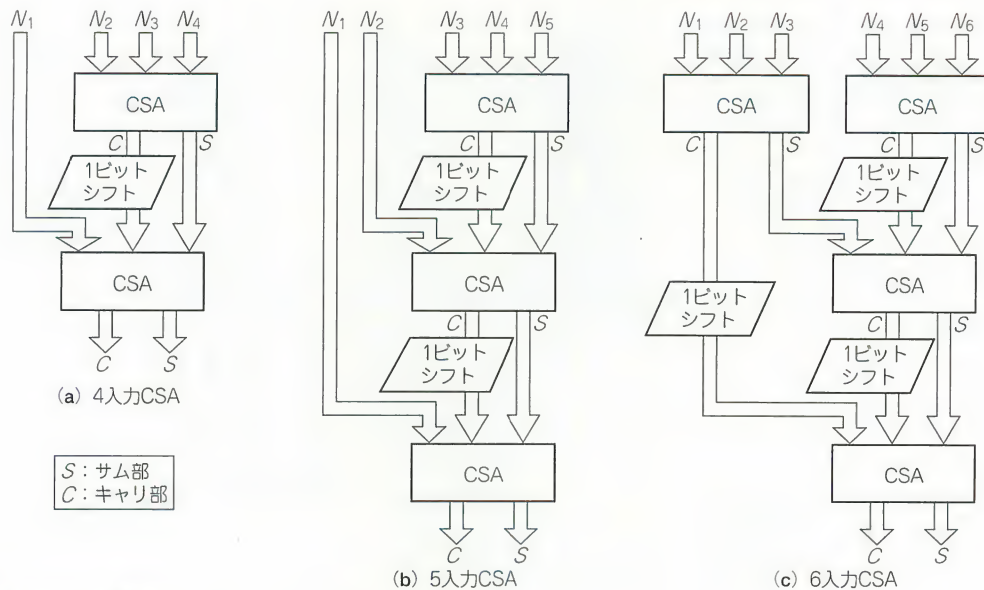 N₁ N₂ N₃ N₄
CSA
C S
1ビット
シフト
CSA
C S
(a) 4入力CSA
S：サム部
C：キャリ部
N₁ N₂ N₃ N₄ N₅
CSA
C S
1ビット
シフト
CSA
C S
1ビット
シフト
CSA
C S
(b) 5入力CSA
N₁ N₂ N₃ N₄ N₅ N₆
CSA CSA
C S C S
1ビット
シフト
CSA
1ビット
シフト
C S
1ビット
シフト
CSA
C S
(c) 6入力CSA